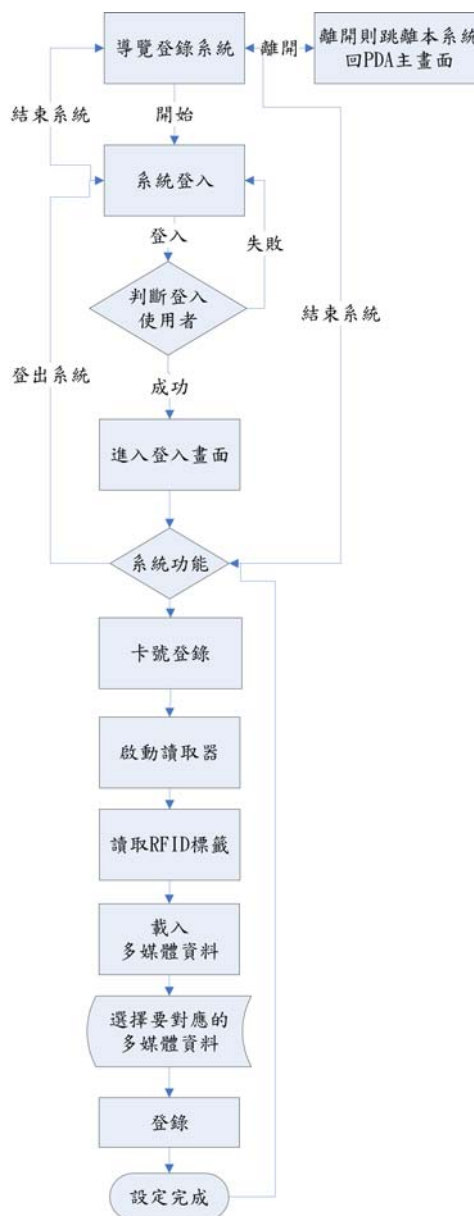 導覽登錄系統
離開
離開則跳離本系統
回PDA主畫面
結束系統
開始
系統登入
登入
失敗
判斷登入
使用者
結束系統
登出系統
成功
進入登入畫面
系統功能
卡號登錄
啟動讀取器
讀取RFID標籤
載入
多媒體資料
選擇要對應的
多媒體資料
登錄
設定完成